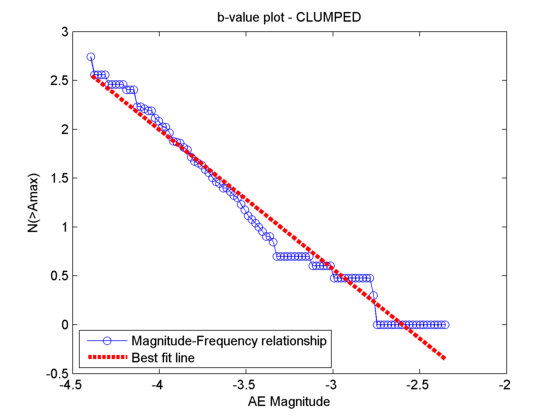 b-value plot - CLUMPED
3
2.5
2
1.5
1
0.5
0
-0.5
N(>Amax)
Magnitude-Frequency relationship
Best fit line
-4.5 -4 -3.5 -3 -2.5 -2
AE Magnitude